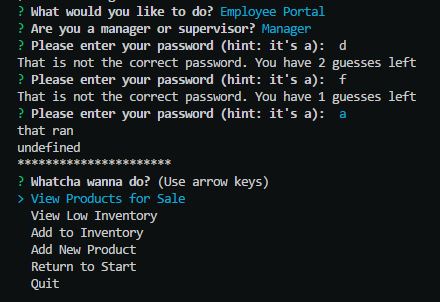 ? What would you like to do? Employee Portal
? Are you a manager or supervisor? Manager
? Please enter your password (hint: it's a):  d
That is not the correct password. You have 2 guesses left
? Please enter your password (hint: it's a):  f
That is not the correct password. You have 1 guesses left
? Please enter your password (hint: it's a):  a
that ran
undefined
**********************
? Whatcha wanna do? (Use arrow keys)
> View Products for Sale
  View Low Inventory
  Add to Inventory
  Add New Product
  Return to Start
  Quit